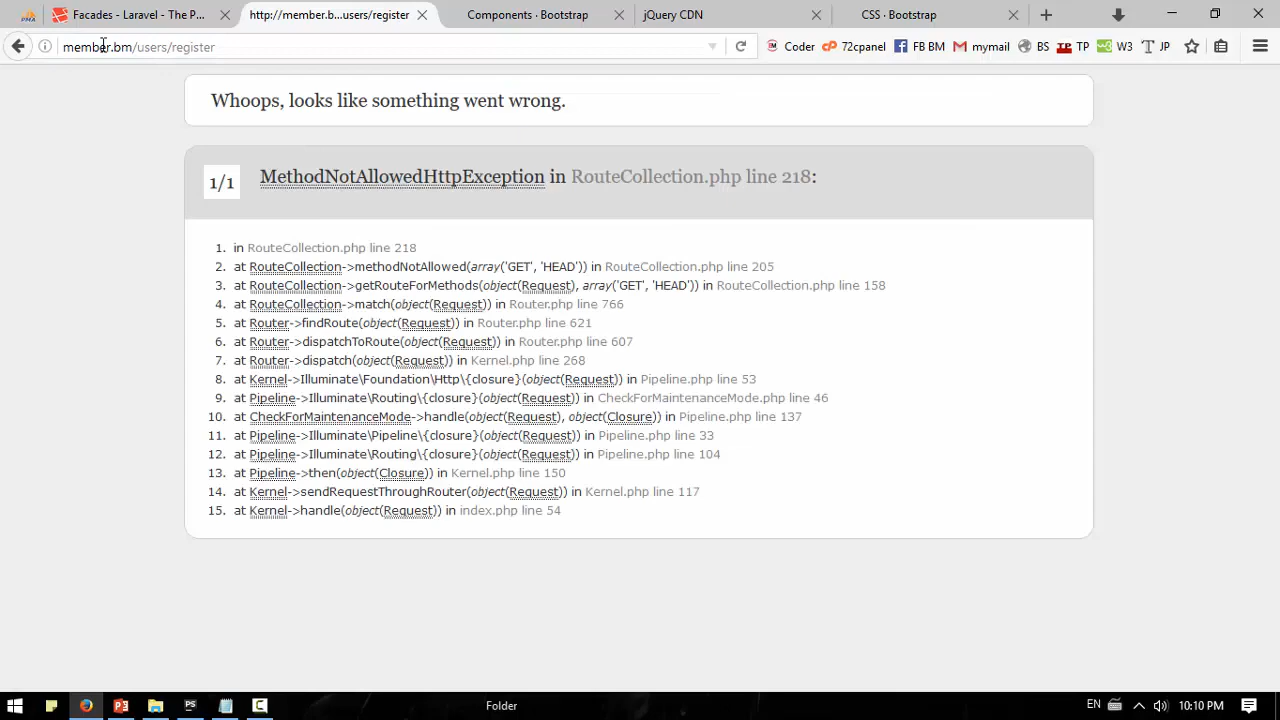 PMA
Facades - Laravel - The P...
http://member.b...users/register
Components · Bootstrap
jQuery CDN
CSS · Bootstrap
member.bm/users/register
Coder
72cpanel
FB BM
mymail
BS
TP
W3
JP
Whoops, looks like something went wrong.
1/1
MethodNotAllowedHttpException in RouteCollection.php line 218:
1. in RouteCollection.php line 218
2. at RouteCollection->methodNotAllowed(array('GET', 'HEAD')) in RouteCollection.php line 205
3. at RouteCollection->getRouteForMethods(object(Request), array('GET', 'HEAD')) in RouteCollection.php line 158
4. at RouteCollection->match(object(Request)) in Router.php line 766
5. at Router->findRoute(object(Request)) in Router.php line 621
6. at Router->dispatchToRoute(object(Request)) in Router.php line 607
7. at Router->dispatch(object(Request)) in Kernel.php line 268
8. at Kernel->Illuminate\Foundation\Http\{closure}(object(Request)) in Pipeline.php line 53
9. at Pipeline->Illuminate\Routing\{closure}(object(Request)) in CheckForMaintenanceMode.php line 46
10. at CheckForMaintenanceMode->handle(object(Request), object(Closure)) in Pipeline.php line 137
11. at Pipeline->Illuminate\Pipeline\{closure}(object(Request)) in Pipeline.php line 33
12. at Pipeline->Illuminate\Routing\{closure}(object(Request)) in Pipeline.php line 104
13. at Pipeline->then(object(Closure)) in Kernel.php line 150
14. at Kernel->sendRequestThroughRouter(object(Request)) in Kernel.php line 117
15. at Kernel->handle(object(Request)) in index.php line 54
Folder
EN
10:10 PM